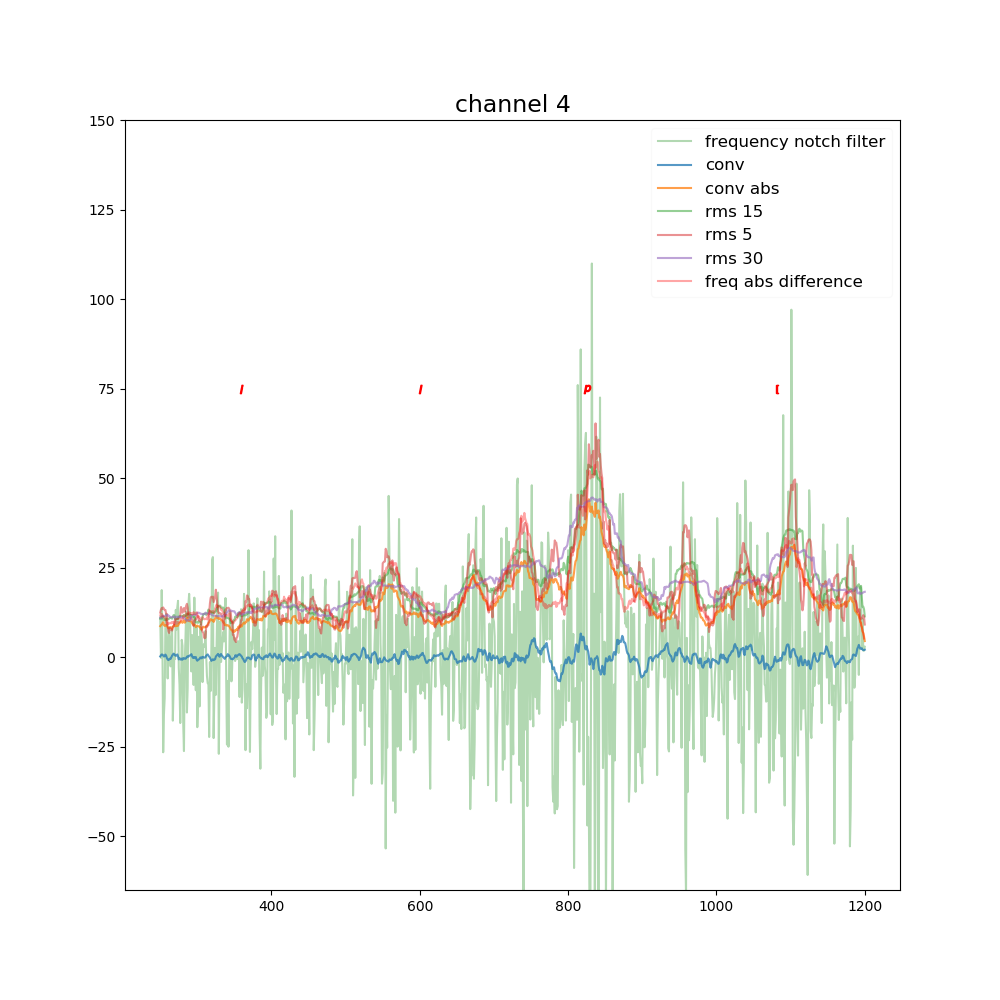 channel 4
frequency notch filter
conv
conv abs
rms 15
rms 5
rms 30
freq abs difference
150
125
100
75
50
25
0
−25
−50
400
600
800
1000
1200